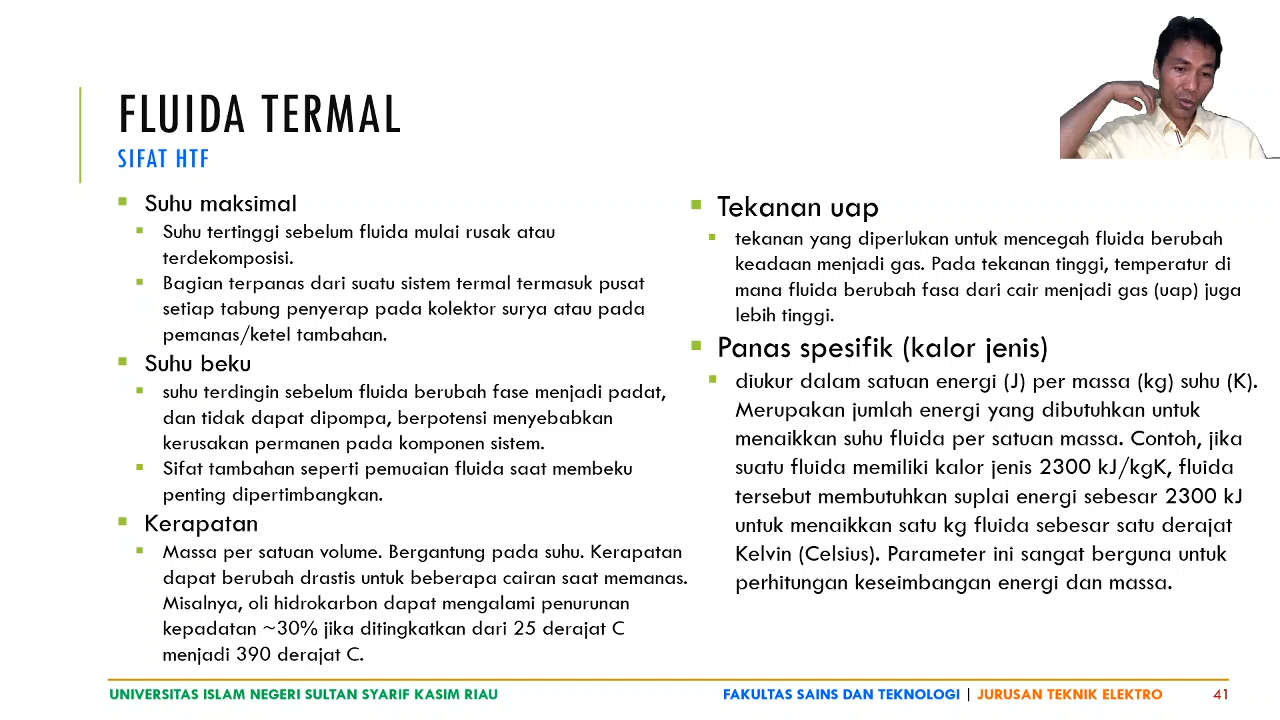 FLUIDA TERMAL
SIFAT HTF
Suhu maksimal
Suhu tertinggi sebelum fluida mulai rusak atau
terdekomposisi.
Bagian terpanas dari suatu sistem termal termasuk pusat
setiap tabung penyerap pada kolektor surya atau pada
pemanas/ketel tambahan.
Suhu beku
suhu terdingin sebelum fluida berubah fase menjadi padat,
dan tidak dapat dipompa, berpotensi menyebabkan
kerusakan permanen pada komponen sistem.
Sifat tambahan seperti pemuaian fluida saat membeku
penting dipertimbangkan.
Kerapatan
Massa per satuan volume. Bergantung pada suhu. Kerapatan
dapat berubah drastis untuk beberapa cairan saat memanas.
Misalnya, oli hidrokarbon dapat mengalami penurunan
kepadatan ~30% jika ditingkatkan dari 25 derajat C
menjadi 390 derajat C.
Tekanan uap
tekanan yang diperlukan untuk mencegah fluida berubah
keadaan menjadi gas. Pada tekanan tinggi, temperatur di
mana fluida berubah fasa dari cair menjadi gas (uap) juga
lebih tinggi.
Panas spesifik (kalor jenis)
diukur dalam satuan energi (J) per massa (kg) suhu (K).
Merupakan jumlah energi yang dibutuhkan untuk
menaikkan suhu fluida per satuan massa. Contoh, jika
suatu fluida memiliki kalor jenis 2300 kJ/kgK, fluida
tersebut membutuhkan suplai energi sebesar 2300 kJ
untuk menaikkan satu kg fluida sebesar satu derajat
Kelvin (Celsius). Parameter ini sangat berguna untuk
perhitungan keseimbangan energi dan massa.
UNIVERSITAS ISLAM NEGERI SULTAN SYARIF KASIM RIAU
FAKULTAS SAINS DAN TEKNOLOGI | JURUSAN TEKNIK ELEKTRO
41